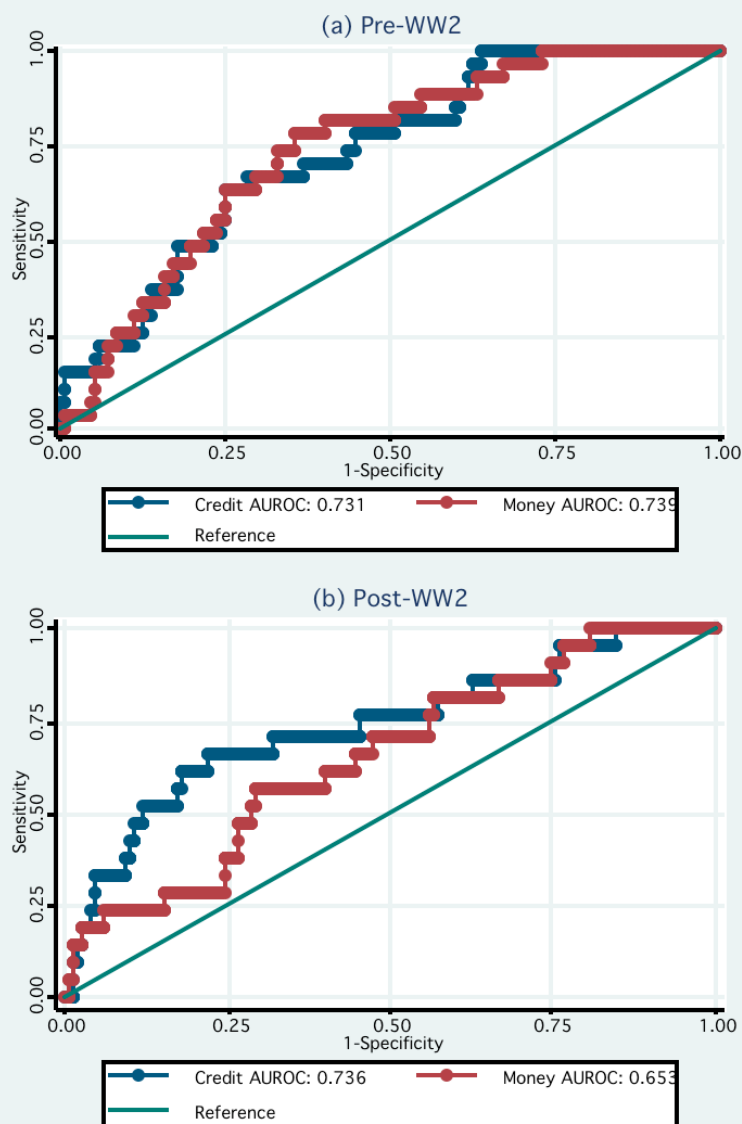 (a) Pre-WW2
1.00
0.75
0.50
0.25
0.00
Sensitivity
0.00 0.25 0.50 0.75 1.00
1-Specificity
Credit AUROC: 0.731 Money AUROC: 0.739
Reference
(b) Post-WW2
1.00
0.75
0.50
0.25
0.00
Sensitivity
0.00 0.25 0.50 0.75 1.00
1-Specificity
Credit AUROC: 0.736 Money AUROC: 0.653
Reference